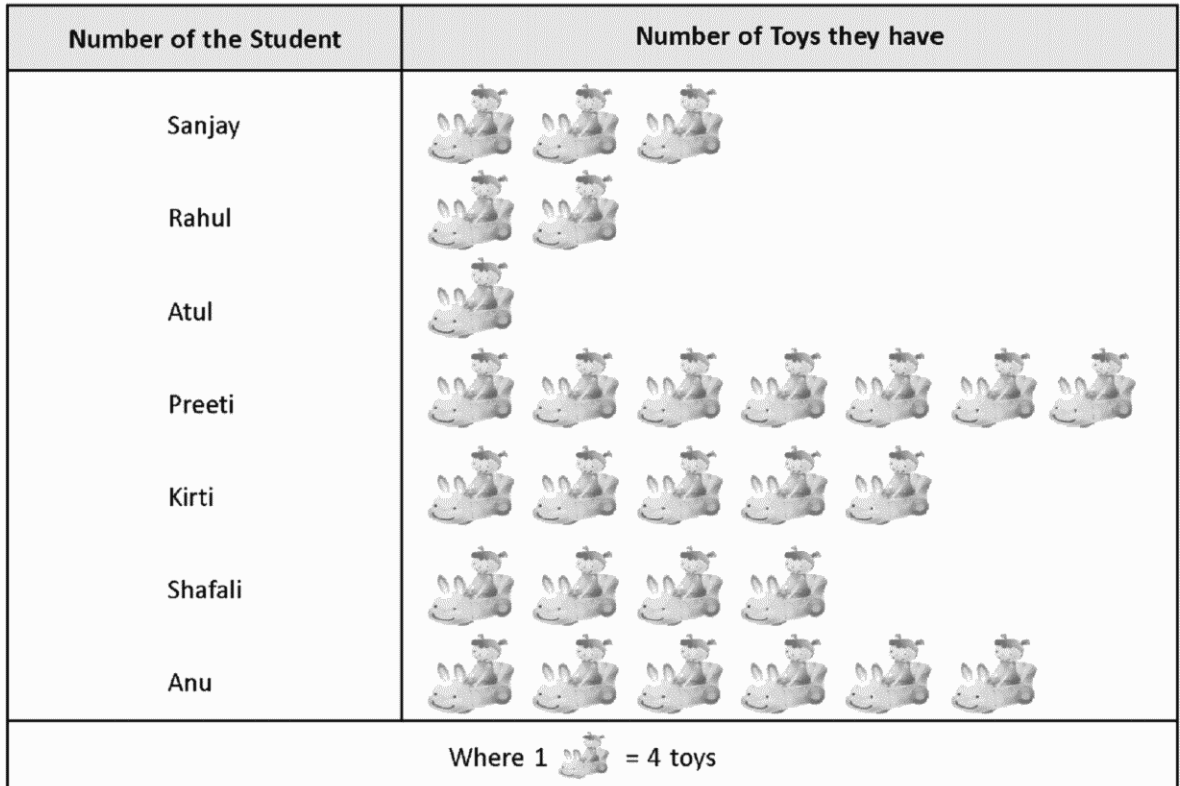 Number of the Student
Number of Toys they have
Sanjay
Rahul
Atul
Preeti
Kirti
Shafali
Anu
Where 1 = 4 toys